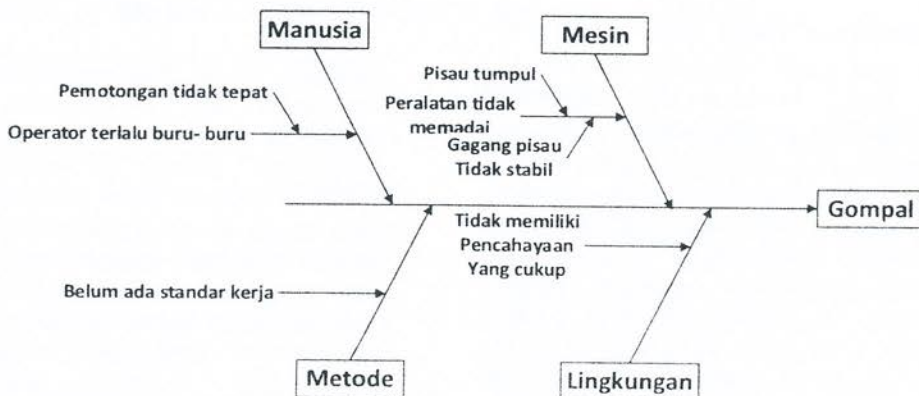 Manusia
Mesin
Pemotongan tidak tepat
Operator terlalu buru- buru
Pisau tumpul
Peralatan tidak
memadai
Gagang pisau
Tidak stabil
Gompal
Tidak memiliki
Pencahayaan
Yang cukup
Belum ada standar kerja
Metode
Lingkungan